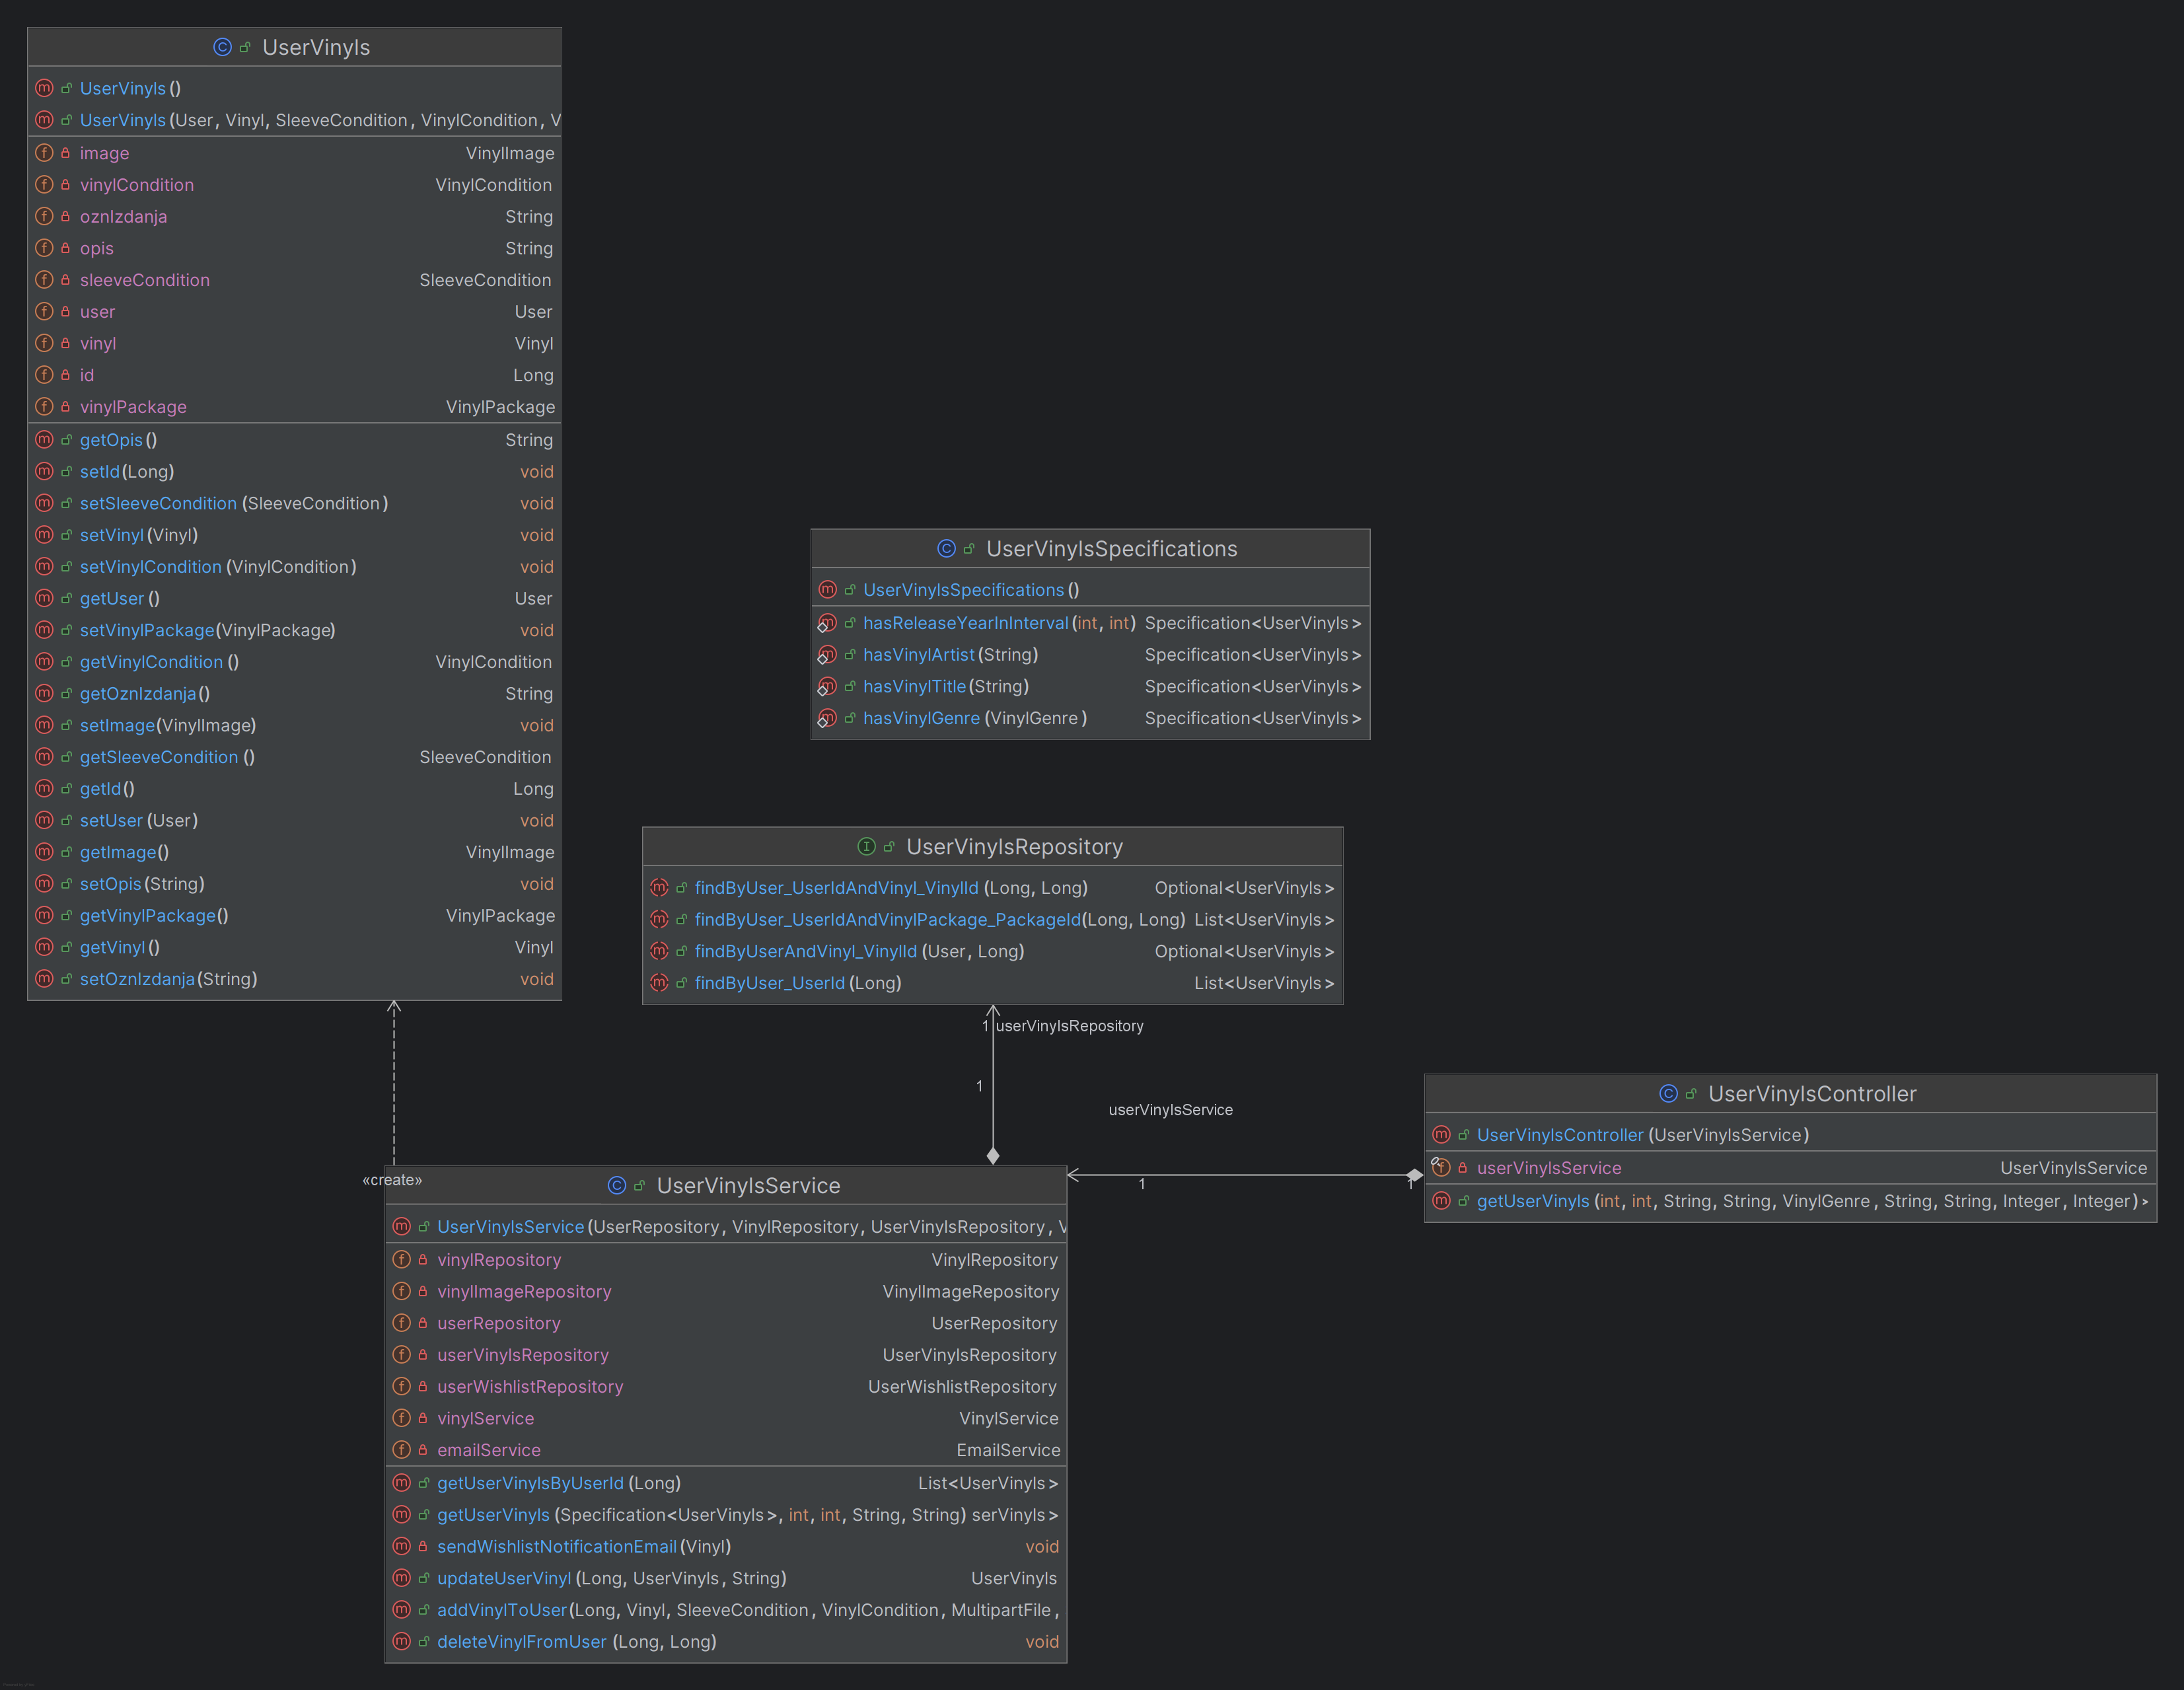 UserVinyls
UserVinyls()
UserVinyls(User, Vinyl, SleeveCondition, VinylCondition, V
image VinylImage
vinylCondition VinylCondition
oznIzdanja String
opis String
sleeveCondition SleeveCondition
user User
vinyl Vinyl
id Long
vinylPackage VinylPackage
getOpis() String
setId(Long) void
setSleeveCondition(SleeveCondition) void
setVinyl(Vinyl) void
setVinylCondition(VinylCondition) void
getUser() User
setVinylPackage(VinylPackage) void
getVinylCondition() VinylCondition
getOznIzdanja() String
setImage(VinylImage) void
getSleeveCondition() SleeveCondition
getId() Long
setUser(User) void
getImage() VinylImage
setOpis(String) void
getVinylPackage() VinylPackage
getVinyl() Vinyl
setOznIzdanja(String) void
UserVinylsSpecifications
UserVinylsSpecifications()
hasReleaseYearInInterval(int, int) Specification<UserVinyls>
hasVinylArtist(String) Specification<UserVinyls>
hasVinylTitle(String) Specification<UserVinyls>
hasVinylGenre(VinylGenre) Specification<UserVinyls>
UserVinylsRepository
findByUser_UserIdAndVinyl_VinylId(Long, Long) Optional<UserVinyls>
findByUser_UserIdAndVinylPackage_PackageId(Long, Long) List<UserVinyls>
findByUserAndVinyl_VinylId(User, Long) Optional<UserVinyls>
findByUser_UserId(Long) List<UserVinyls>
1 userVinylsRepository
1
userVinylsService
1
1
«create»
UserVinylsController
UserVinylsController(UserVinylsService)
userVinylsService UserVinylsService
getUserVinyls(int, int, String, String, VinylGenre, String, String, Integer, Integer) >
UserVinylsService
UserVinylsService(UserRepository, VinylRepository, UserVinylsRepository, V
vinylRepository VinylRepository
vinylImageRepository VinylImageRepository
userRepository UserRepository
userVinylsRepository UserVinylsRepository
userWishlistRepository UserWishlistRepository
vinylService VinylService
emailService EmailService
getUserVinylsByUserId(Long) List<UserVinyls>
getUserVinyls(Specification<UserVinyls>, int, int, String, String) serVinyls>
sendWishlistNotificationEmail(Vinyl) void
updateUserVinyl(Long, UserVinyls, String) UserVinyls
addVinylToUser(Long, Vinyl, SleeveCondition, VinylCondition, MultipartFile,
deleteVinylFromUser(Long, Long) void